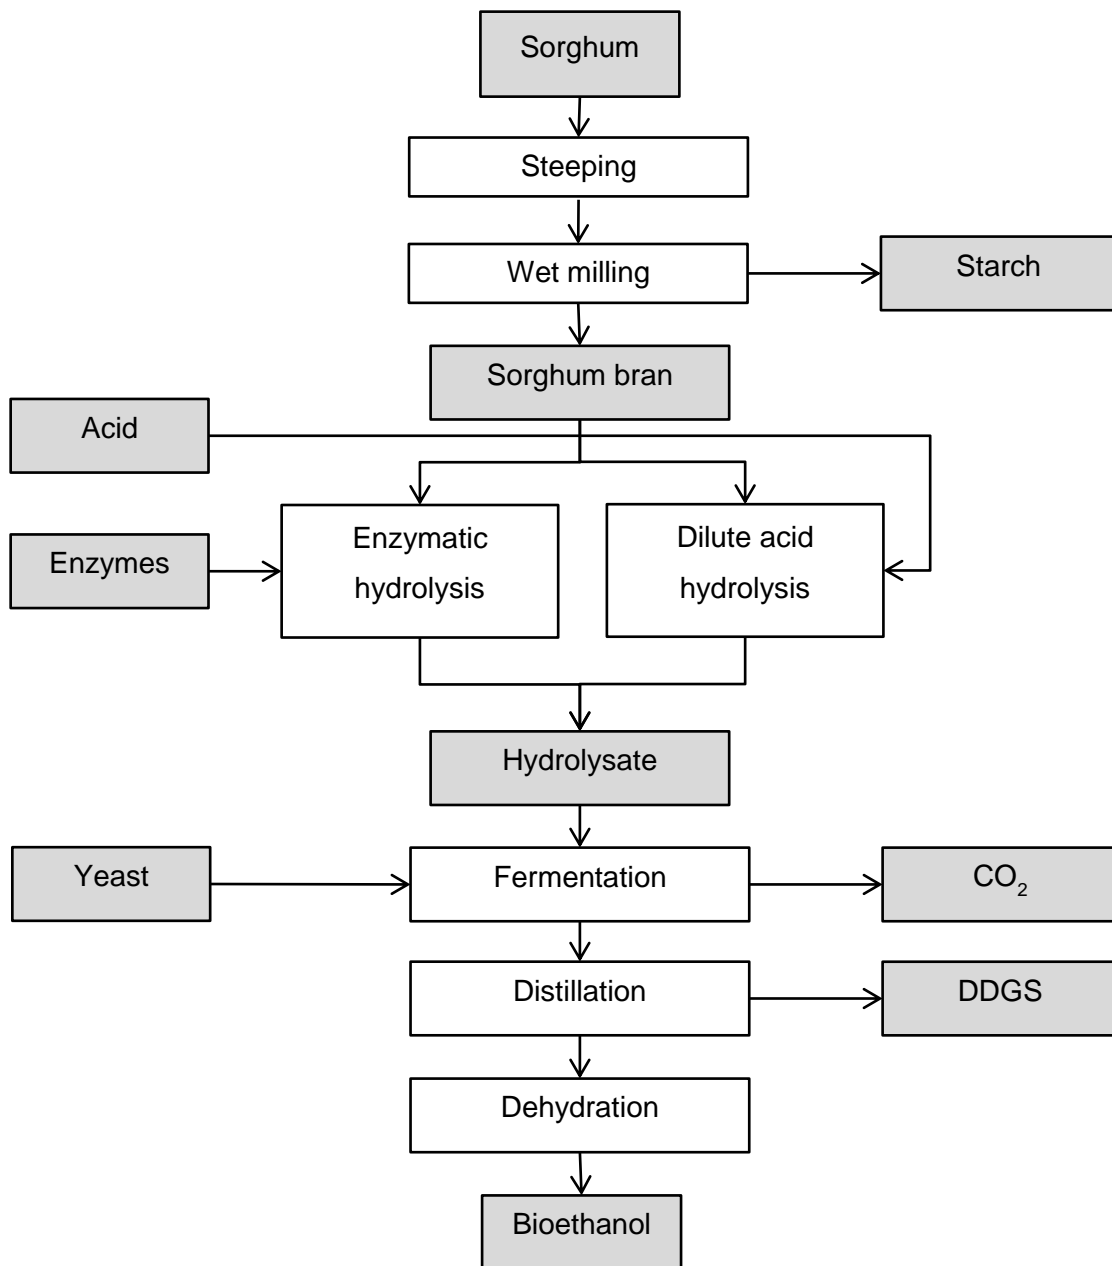 Sorghum
Steeping
Wet milling
Starch
Sorghum bran
Acid
Enzymatic
hydrolysis
Dilute acid
hydrolysis
Enzymes
Hydrolysate
Yeast
Fermentation
CO₂
Distillation
DDGS
Dehydration
Bioethanol